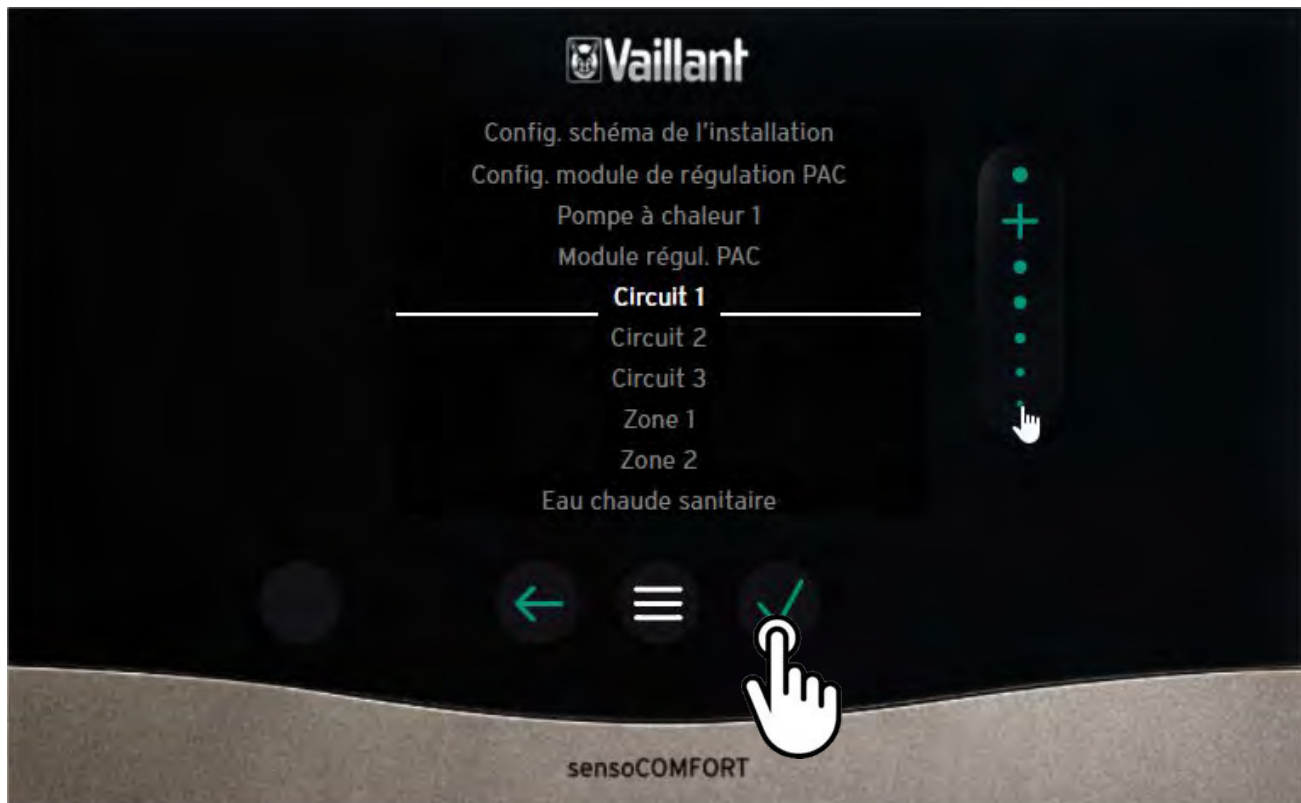 Vaillant
Config. schéma de l'installation
Config. module de régulation PAC
Pompe à chaleur 1
Module régul. PAC
Circuit 1
Circuit 2
Circuit 3
Zone 1
Zone 2
Eau chaude sanitaire
sensoCOMFORT